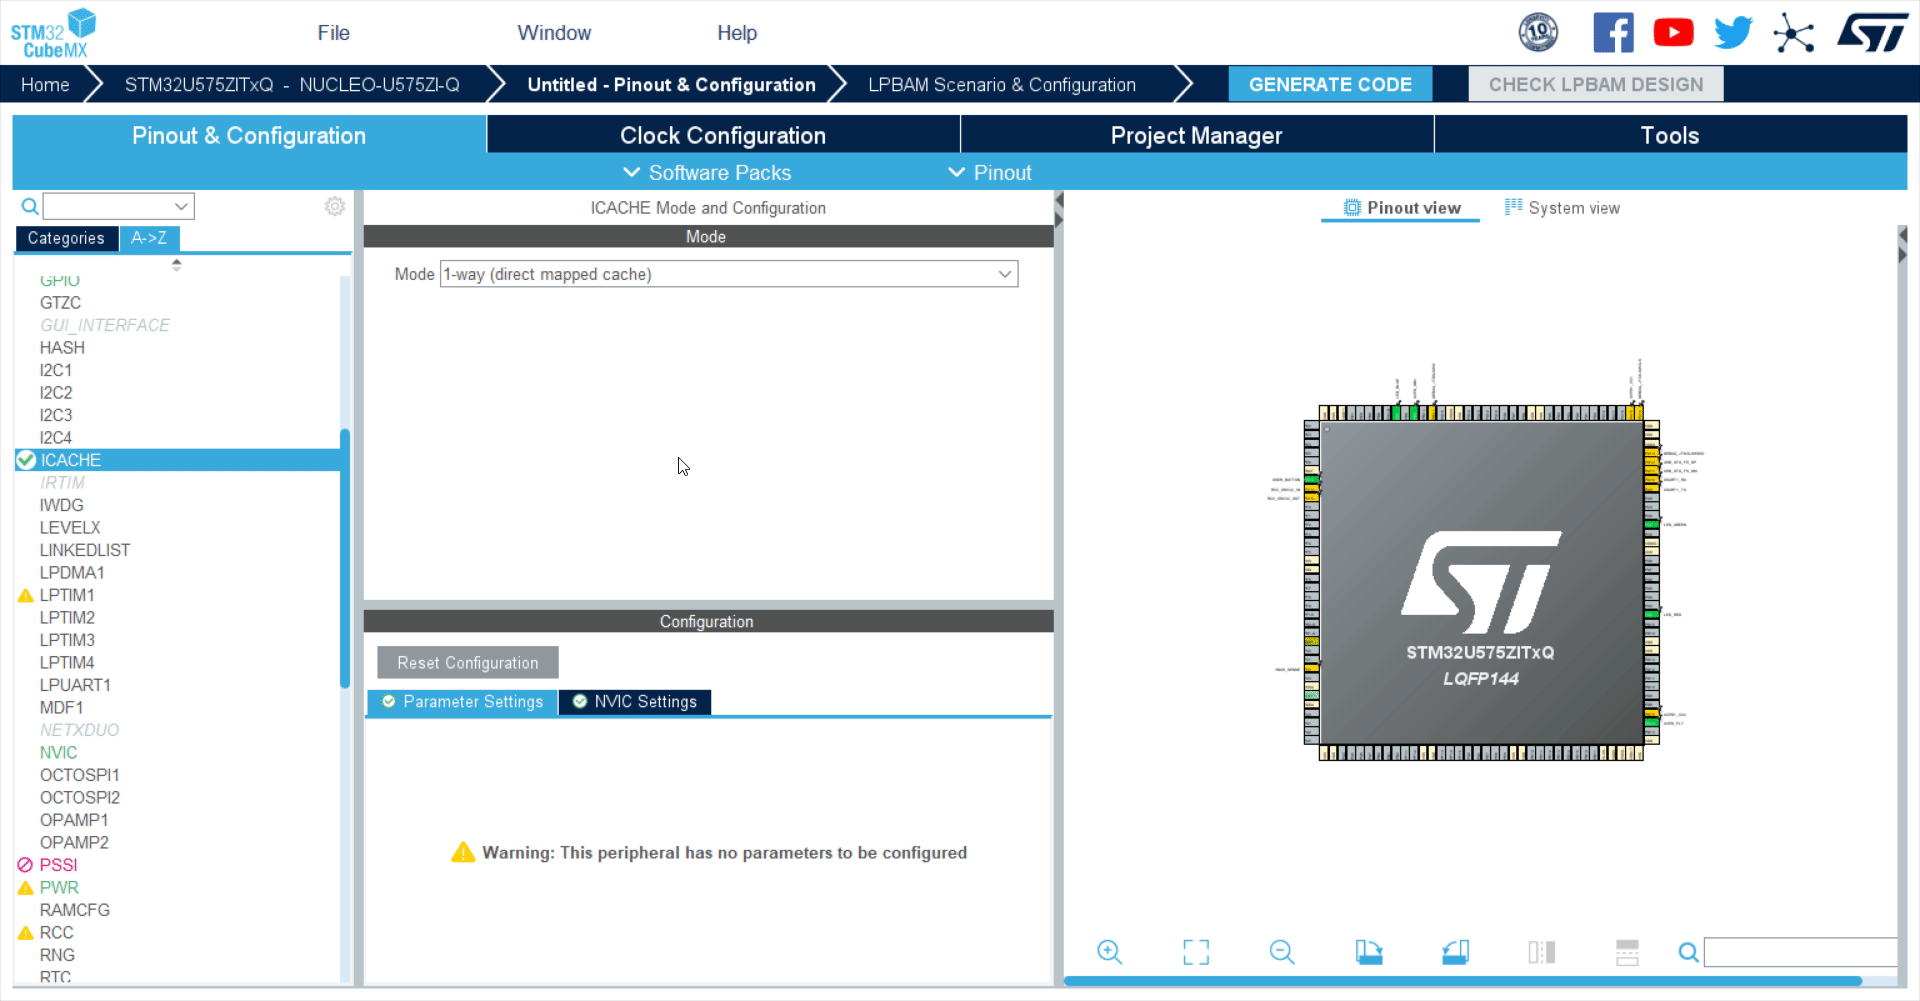 STM32
CubeMX
File
Window
Help
10
Home
STM32U575ZITxQ - NUCLEO-U575ZI-Q
Untitled - Pinout & Configuration
LPBAM Scenario & Configuration
GENERATE CODE
CHECK LPBAM DESIGN
Pinout & Configuration
Clock Configuration
Project Manager
Tools
Software Packs
Pinout
Categories
A->Z
GPIO
GTZC
GUI_INTERFACE
HASH
I2C1
I2C2
I2C3
I2C4
ICACHE
IRTIM
IWDG
LEVELX
LINKEDLIST
LPDMA1
LPTIM1
LPTIM2
LPTIM3
LPTIM4
LPUART1
MDF1
NETXDUO
NVIC
OCTOSPI1
OCTOSPI2
OPAMP1
OPAMP2
PSSI
PWR
RAMCFG
RCC
RNG
RTC
ICACHE Mode and Configuration
Mode
Mode 1-way (direct mapped cache)
Configuration
Reset Configuration
Parameter Settings
NVIC Settings
Warning: This peripheral has no parameters to be configured
Pinout view
System view
STM32U575ZITxQ
LQFP144